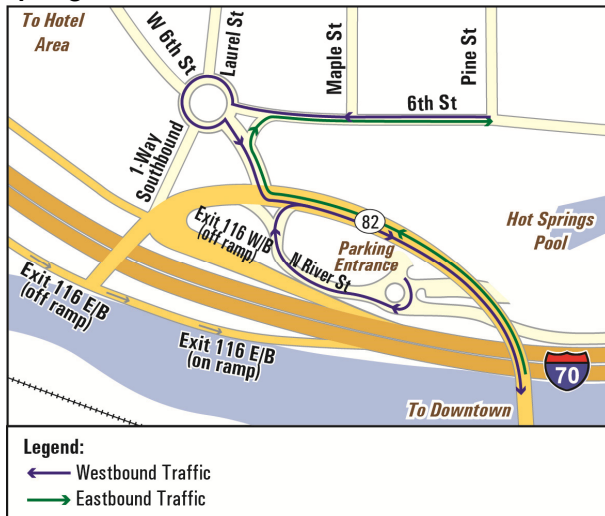 To Hotel
Area
W 6th St
Laurel St
Maple St
Pine St
6th St
1-Way
Southbound
82
Exit 116 W/B
(off ramp)
Parking
Entrance
Hot Springs
Pool
N River St
Exit 116 E/B
(off ramp)
Exit 116 E/B
(on ramp)
70
To Downtown
Legend:
Westbound Traffic
Eastbound Traffic